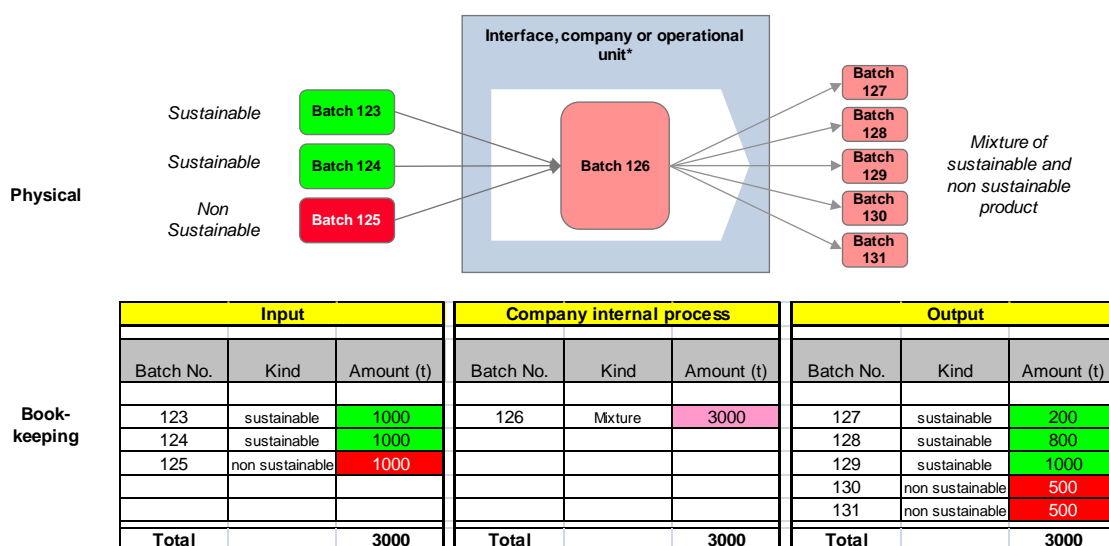 Interface, company or operational
unit*
Physical
Sustainable
Batch 123
Sustainable
Batch 124
Non
Sustainable
Batch 125
Batch 126
Batch
127
Batch
128
Batch
129
Batch
130
Batch
131
Mixture of
sustainable and
non sustainable
product
Book-
keeping
Input
Batch No. Kind Amount (t)
123 sustainable 1000
124 sustainable 1000
125 non sustainable 1000
Total 3000
Company internal process
Batch No. Kind Amount (t)
126 Mixture 3000
Total 3000
Output
Batch No. Kind Amount (t)
127 sustainable 200
128 sustainable 800
129 sustainable 1000
130 non sustainable 500
131 non sustainable 500
Total 3000